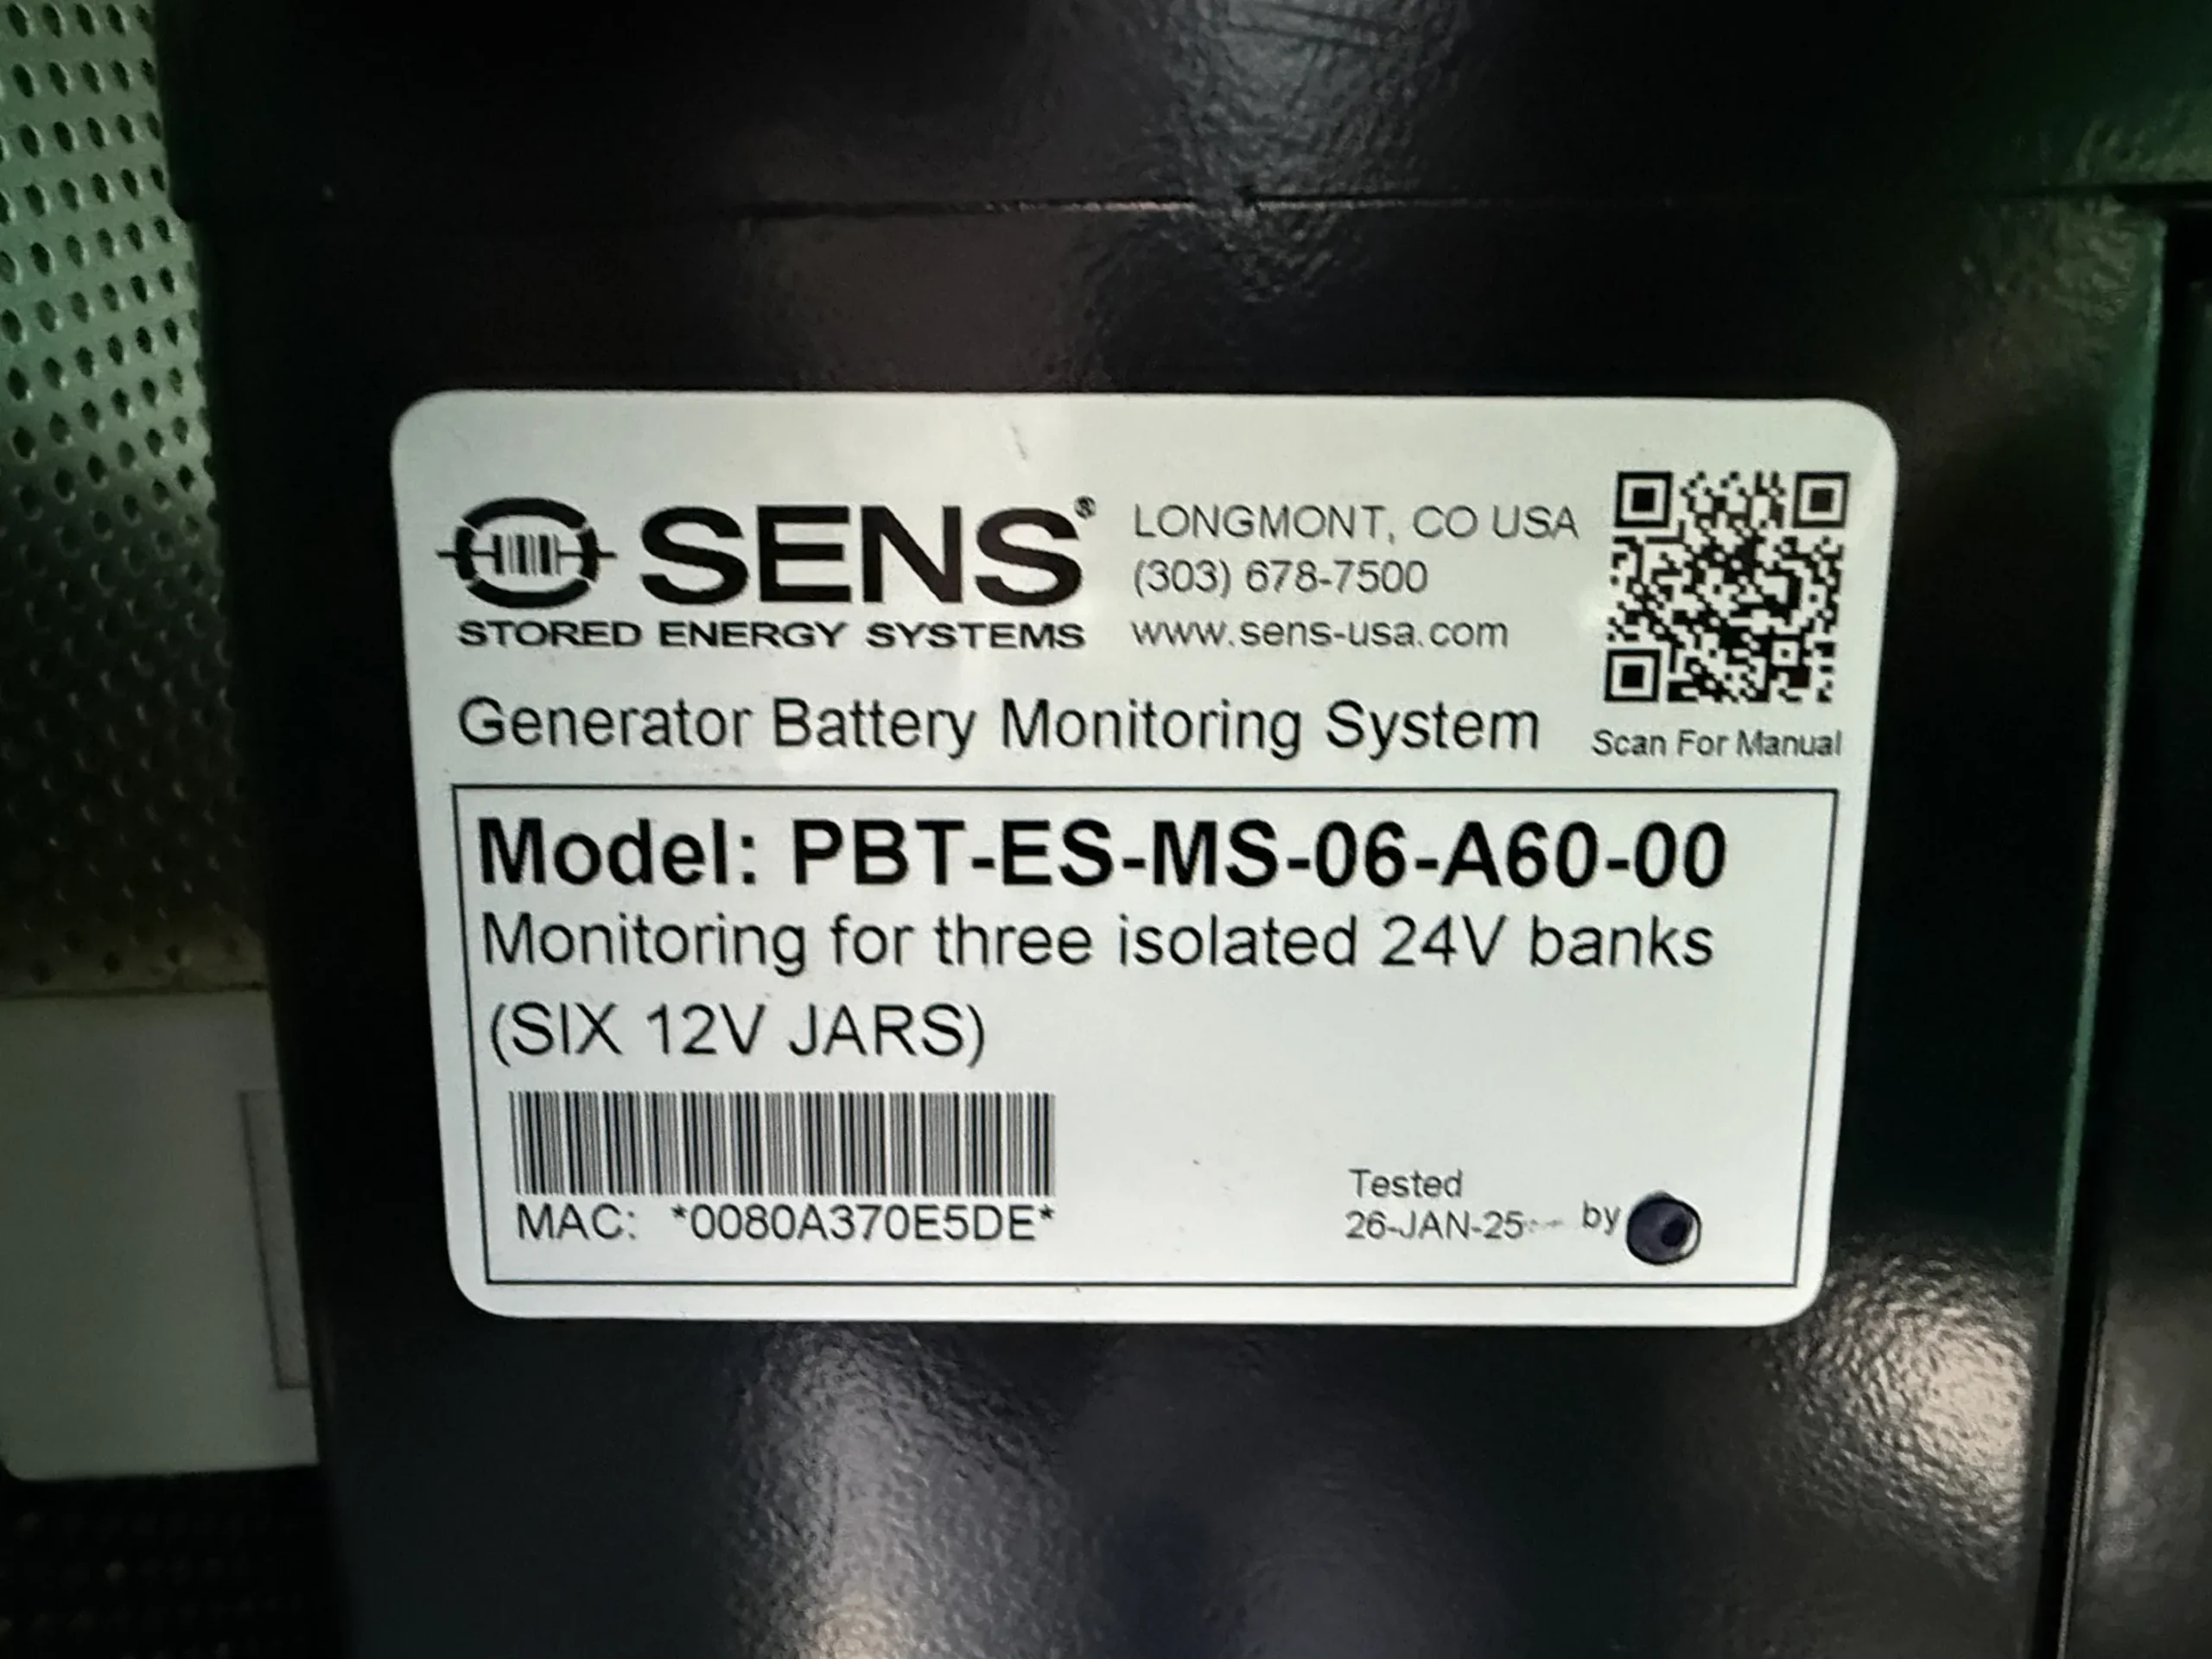 SENS®
STORED ENERGY SYSTEMS
LONGMONT, CO USA
(303) 678-7500
www.sens-usa.com
Generator Battery Monitoring System
Scan For Manual
Model: PBT-ES-MS-06-A60-00
Monitoring for three isolated 24V banks
(SIX 12V JARS)
MAC: *0080A370E5DE*
Tested
26-JAN-25 by